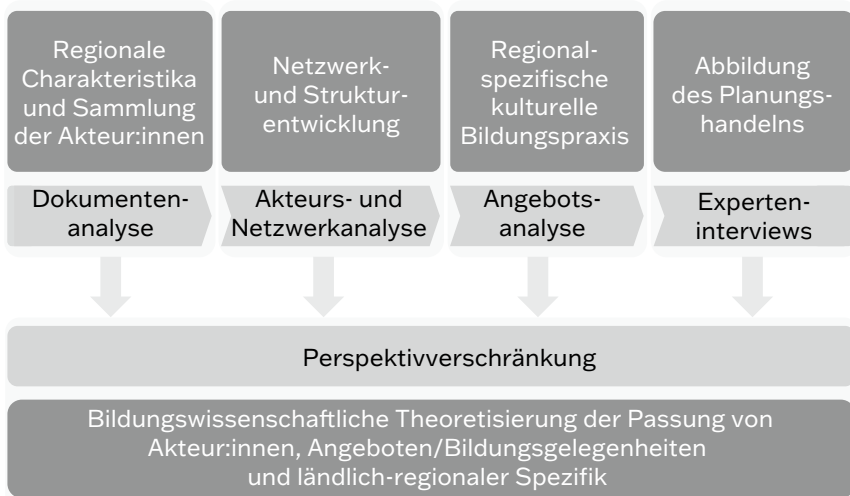 Regionale
Charakteristika
und Sammlung
der Akteur:innen
Netzwerk-
und Struktur-
entwicklung
Regional-
spezifische
kulturelle
Bildungspraxis
Abbildung
des Planungs-
handelns
Dokumenten-
analyse
Akteurs- und
Netzwerkanalyse
Angebots-
analyse
Experten-
interviews
Perspektivverschränkung
Bildungswissenschaftliche Theoretisierung der Passung von
Akteur:innen, Angeboten/Bildungsgelegenheiten
und ländlich-regionaler Spezifik